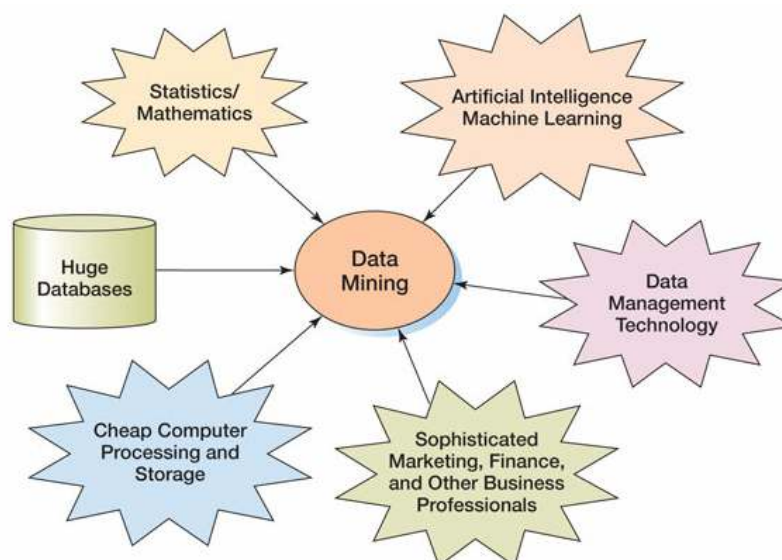 Statistics/
Mathematics
Artificial Intelligence
Machine Learning
Huge
Databases
Data
Mining
Data
Management
Technology
Cheap Computer
Processing and
Storage
Sophisticated
Marketing, Finance,
and Other Business
Professionals